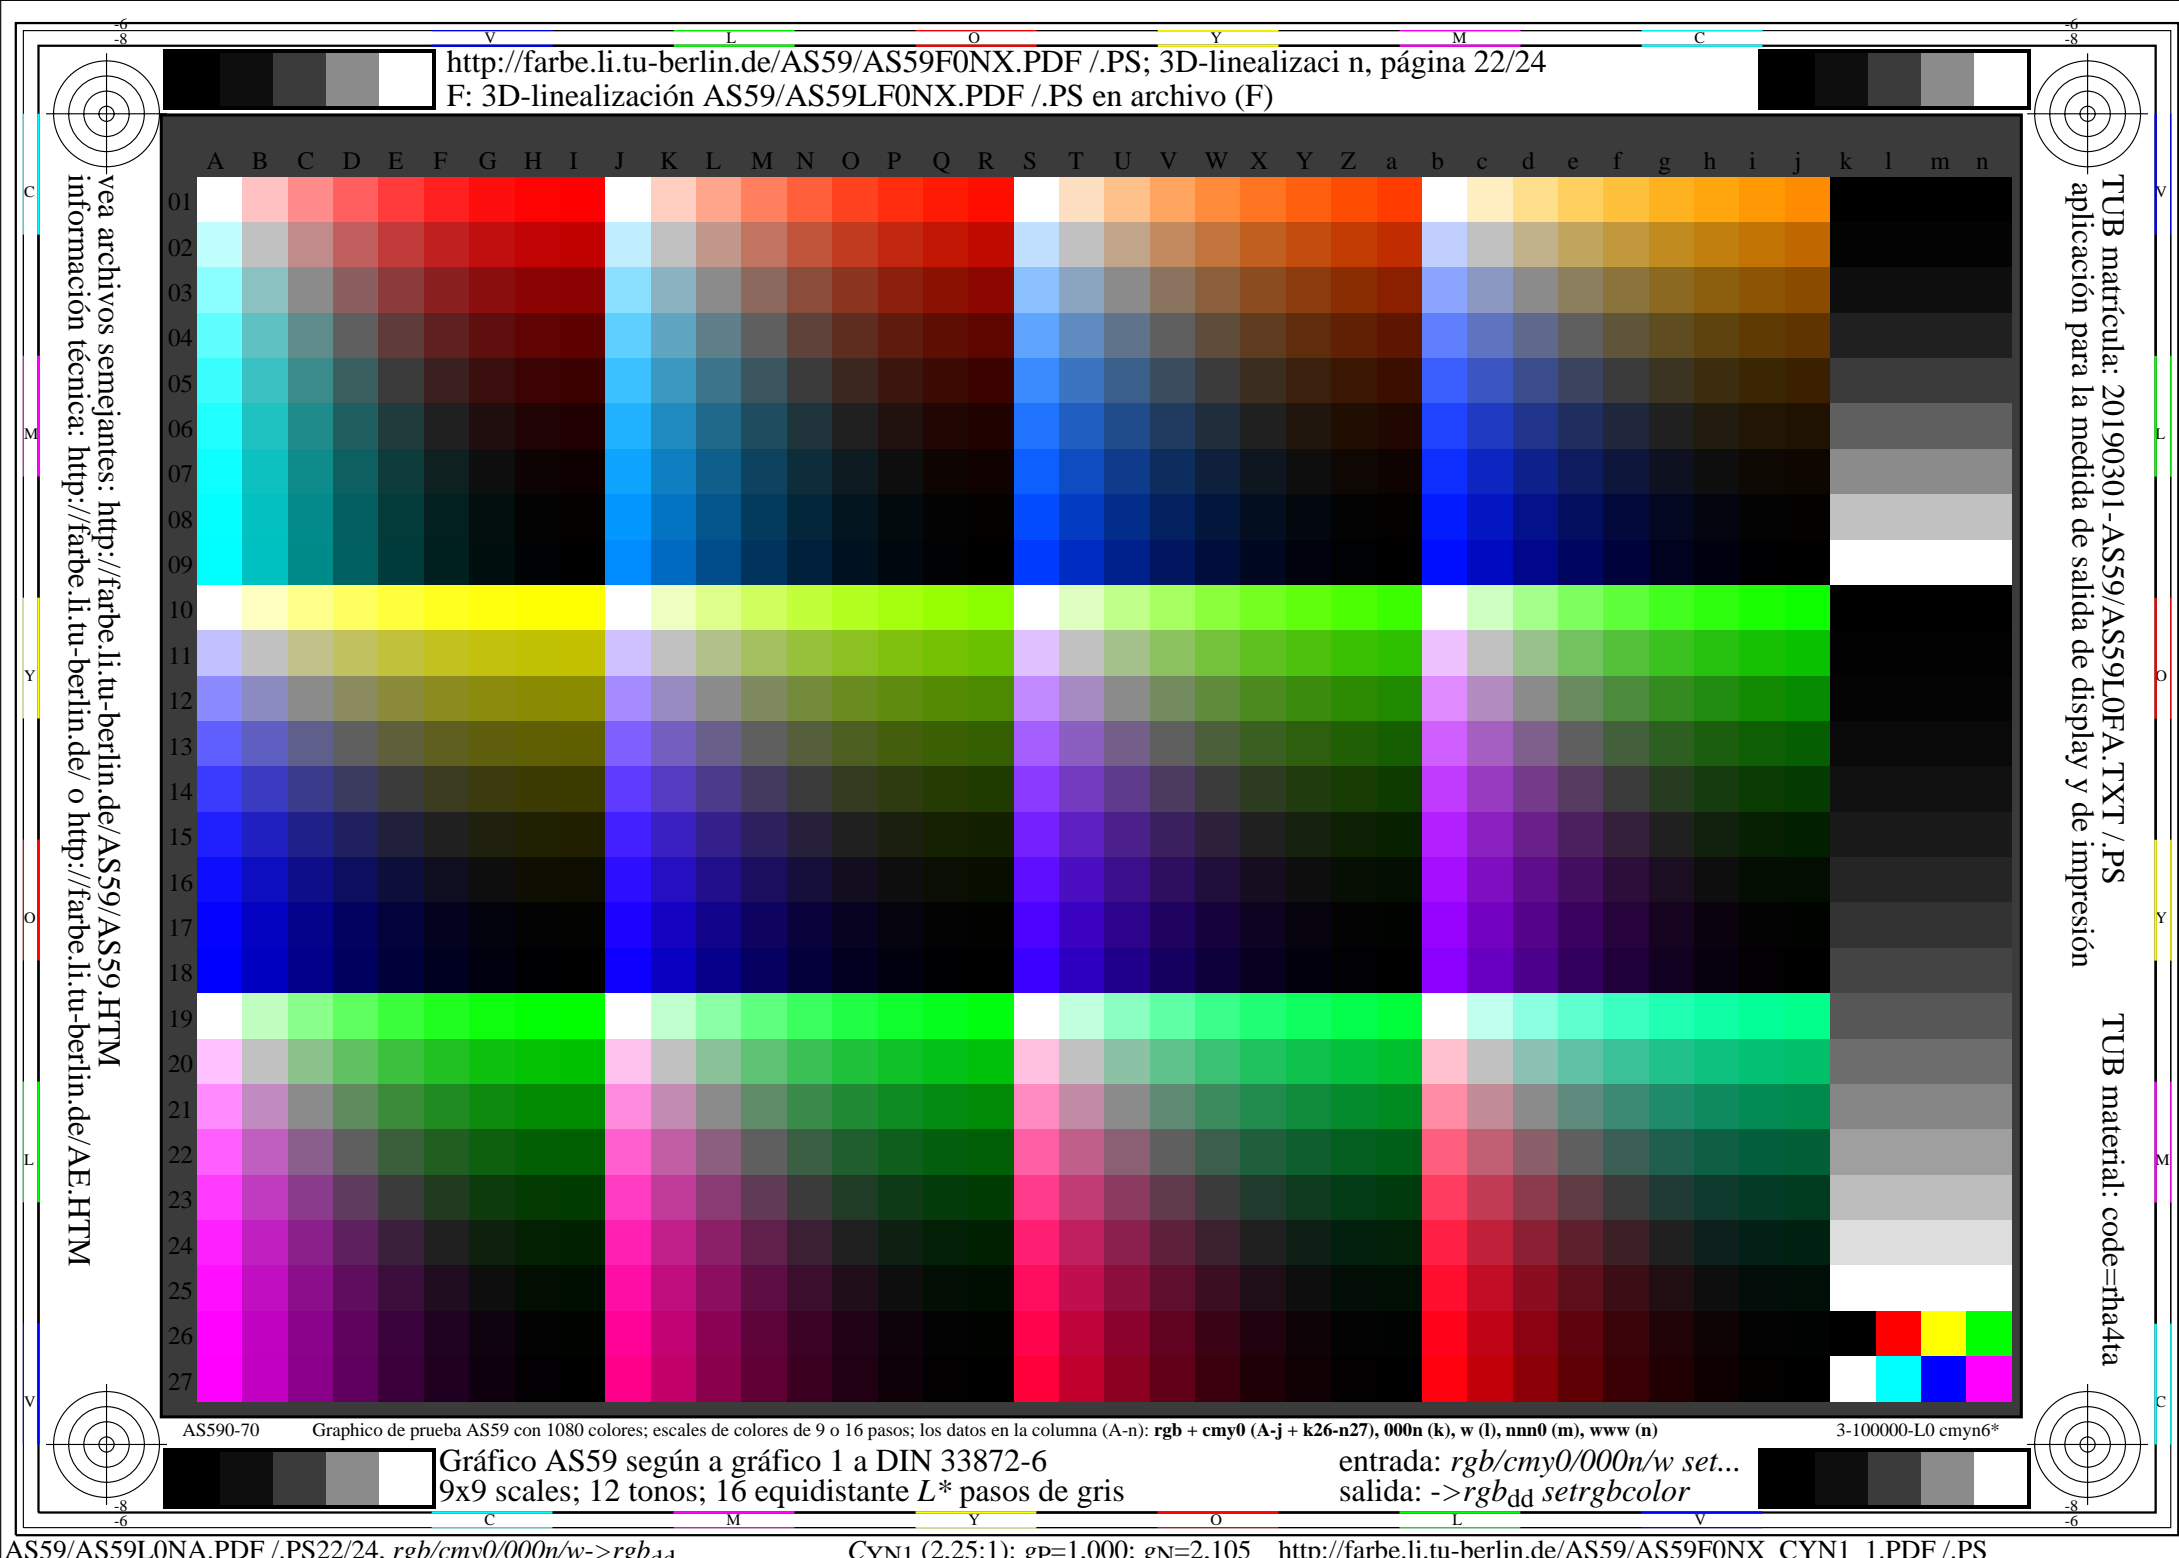 -6
-8
V L O Y M C
-6
-8
http://farbe.li.tu-berlin.de/AS59/AS59F0NX.PDF /.PS; 3D-linealizaci n, página 22/24
F: 3D-linealización AS59/AS59LF0NX.PDF /.PS en archivo (F)
A B C D E F G H I J K L M N O P Q R S T U V W X Y Z a b c d e f g h i j k l m n
01
02
03
04
05
06
07
08
09
10
11
12
13
14
15
16
17
18
19
20
21
22
23
24
25
26
27
C
M
Y
O
L
V
vea archivos semejantes: http://farbe.li.tu-berlin.de/AS59/AS59.HTM
información técnica: http://farbe.li.tu-berlin.de/ o http://farbe.li.tu-berlin.de/AE.HTM
TUB matrícula: 20190301-AS59/AS59L0FA.TXT /.PS
aplicación para la medida de salida de display y de impresión
TUB material: code=rha4ta
V
L
O
Y
M
C
AS590-70 Graphico de prueba AS59 con 1080 colores; escales de colores de 9 o 16 pasos; los datos en la columna (A-n): rgb + cmy0 (A-j + k26-n27), 000n (k), w (l), nnn0 (m), www (n) 3-100000-L0 cmyn6*
Gráfico AS59 según a gráfico 1 a DIN 33872-6
9x9 scales; 12 tonos; 16 equidistante L* pasos de gris
entrada: rgb/cmy0/000n/w set...
salida: ->rgbdd setrgbcolor
-8
-6
C M Y O L V
-8
-6
AS59/AS59L0NA.PDF /.PS22/24, rgb/cmy0/000n/w->rgbdd CYN1 (2,25:1): gP=1,000; gN=2,105 http://farbe.li.tu-berlin.de/AS59/AS59F0NX_CYN1_1.PDF /.PS